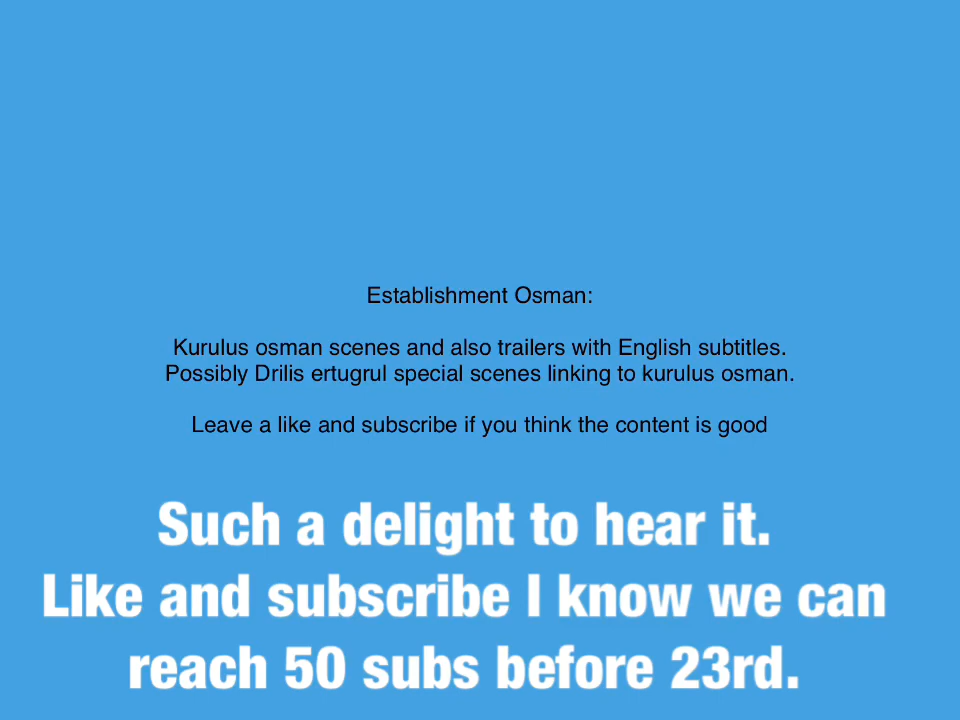 Establishment Osman:
Kurulus osman scenes and also trailers with English subtitles.
Possibly Drilis ertugrul special scenes linking to kurulus osman.
Leave a like and subscribe if you think the content is good
Such a delight to hear it.
Like and subscribe I know we can
reach 50 subs before 23rd.